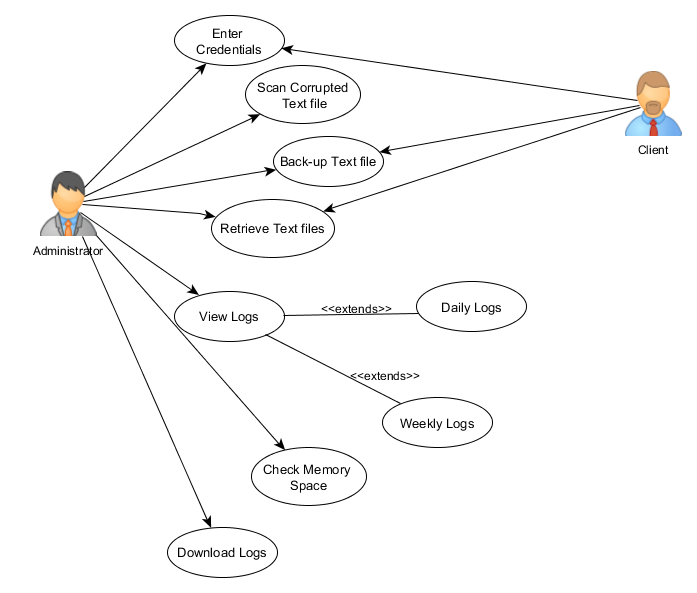 Enter
Credentials
Scan Corrupted
Text file
Client
Back-up Text file
Retrieve Text files
Administrator
View Logs
<<extends>>
Daily Logs
<<extends>>
Weekly Logs
Check Memory
Space
Download Logs